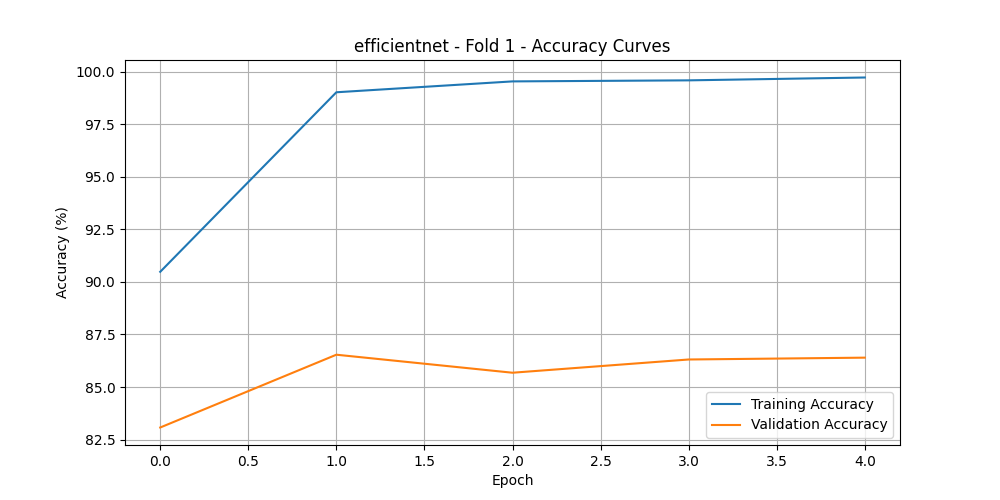 efficientnet - Fold 1 - Accuracy Curves
Accuracy (%)
100.0
97.5
95.0
92.5
90.0
87.5
85.0
82.5
Training Accuracy
Validation Accuracy
0.0 0.5 1.0 1.5 2.0 2.5 3.0 3.5 4.0
Epoch